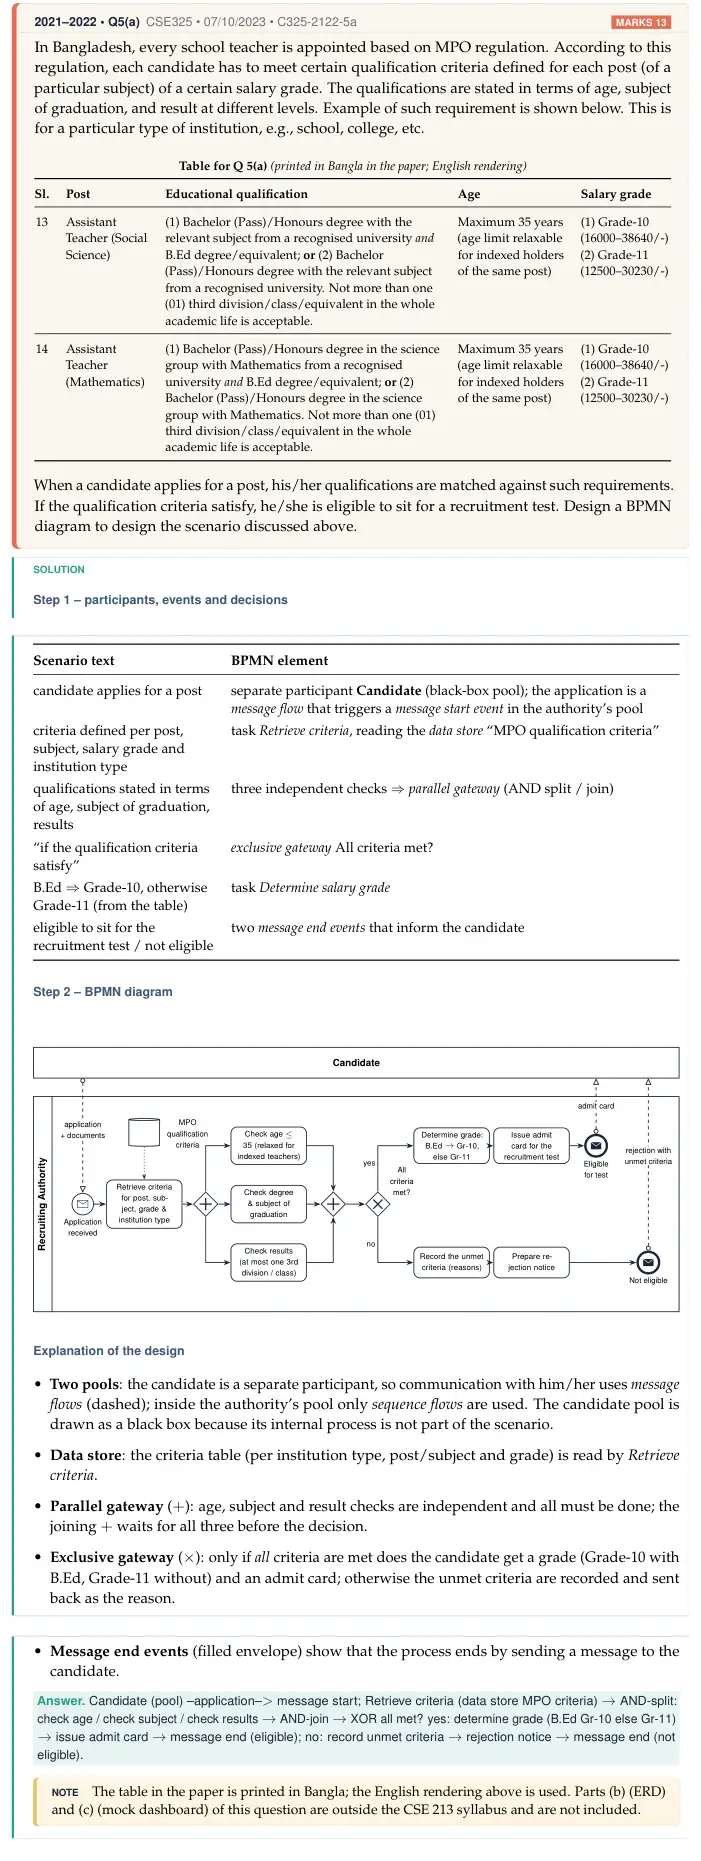 2021–2022 • Q5(a) CSE325 • 07/10/2023 • C325-2122-5a MARKS 13
In Bangladesh, every school teacher is appointed based on MPO regulation. According to this
regulation, each candidate has to meet certain qualification criteria defined for each post (of a
particular subject) of a certain salary grade. The qualifications are stated in terms of age, subject
of graduation, and result at different levels. Example of such requirement is shown below. This is
for a particular type of institution, e.g., school, college, etc.
Table for Q 5(a) (printed in Bangla in the paper; English rendering)
Sl. Post Educational qualification Age Salary grade
13 Assistant (1) Bachelor (Pass)/Honours degree with the Maximum 35 years (1) Grade-10
Teacher (Social relevant subject from a recognised university and (age limit relaxable (16000–38640/-)
Science) B.Ed degree/equivalent; or (2) Bachelor for indexed holders (2) Grade-11
(Pass)/Honours degree with the relevant subject of the same post) (12500–30230/-)
from a recognised university. Not more than one
(01) third division/class/equivalent in the whole
academic life is acceptable.
14 Assistant (1) Bachelor (Pass)/Honours degree in the science Maximum 35 years (1) Grade-10
Teacher group with Mathematics from a recognised (age limit relaxable (16000–38640/-)
(Mathematics) university and B.Ed degree/equivalent; or (2) for indexed holders (2) Grade-11
Bachelor (Pass)/Honours degree in the science of the same post) (12500–30230/-)
group with Mathematics. Not more than one (01)
third division/class/equivalent in the whole
academic life is acceptable.
When a candidate applies for a post, his/her qualifications are matched against such requirements.
If the qualification criteria satisfy, he/she is eligible to sit for a recruitment test. Design a BPMN
diagram to design the scenario discussed above.
SOLUTION
Step 1 – participants, events and decisions
Scenario text BPMN element
candidate applies for a post separate participant Candidate (black-box pool); the application is a
message flow that triggers a message start event in the authority's pool
criteria defined per post, task Retrieve criteria, reading the data store “MPO qualification criteria”
subject, salary grade and
institution type
qualifications stated in terms three independent checks ⇒ parallel gateway (AND split / join)
of age, subject of graduation,
results
“if the qualification criteria exclusive gateway All criteria met?
satisfy”
B.Ed ⇒ Grade-10, otherwise task Determine salary grade
Grade-11 (from the table)
eligible to sit for the two message end events that inform the candidate
recruitment test / not eligible
Step 2 – BPMN diagram
Candidate
Recruiting Authority
application
+ documents
Application
received
MPO
qualification
criteria
Retrieve criteria
for post, sub-
ject, grade &
institution type
Check age ≤
35 (relaxed for
indexed teachers)
Check degree
& subject of
graduation
Check results
(at most one 3rd
division / class)
All
criteria
met?
yes
no
Determine grade:
B.Ed → Gr-10,
else Gr-11
Issue admit
card for the
recruitment test
admit card
Eligible
for test
rejection with
unmet criteria
Record the unmet
criteria (reasons)
Prepare re-
jection notice
Not eligible
Explanation of the design
• Two pools: the candidate is a separate participant, so communication with him/her uses message
flows (dashed); inside the authority's pool only sequence flows are used. The candidate pool is
drawn as a black box because its internal process is not part of the scenario.
• Data store: the criteria table (per institution type, post/subject and grade) is read by Retrieve
criteria.
• Parallel gateway (+): age, subject and result checks are independent and all must be done; the
joining + waits for all three before the decision.
• Exclusive gateway (×): only if all criteria are met does the candidate get a grade (Grade-10 with
B.Ed, Grade-11 without) and an admit card; otherwise the unmet criteria are recorded and sent
back as the reason.
• Message end events (filled envelope) show that the process ends by sending a message to the
candidate.
Answer. Candidate (pool) –application–> message start; Retrieve criteria (data store MPO criteria) → AND-split:
check age / check subject / check results → AND-join → XOR all met? yes: determine grade (B.Ed Gr-10 else Gr-11)
→ issue admit card → message end (eligible); no: record unmet criteria → rejection notice → message end (not
eligible).
NOTE The table in the paper is printed in Bangla; the English rendering above is used. Parts (b) (ERD)
and (c) (mock dashboard) of this question are outside the CSE 213 syllabus and are not included.